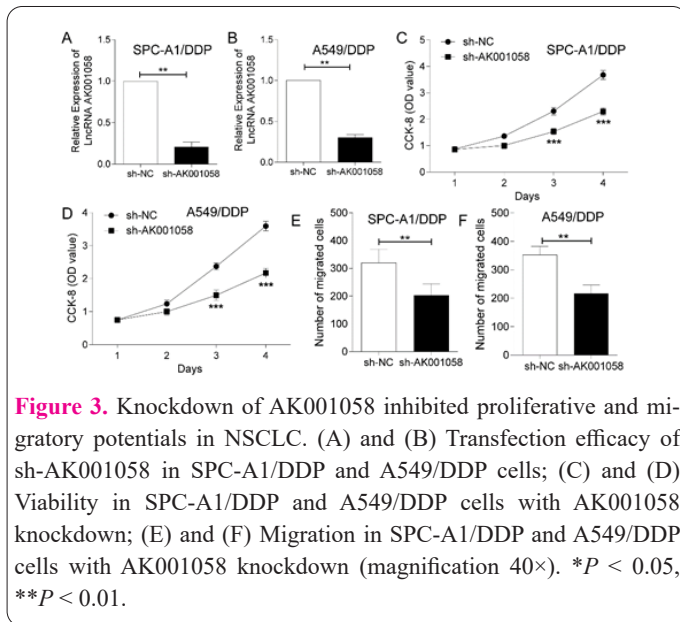 A
SPC-A1/DDP
Relative Expression of
LncRNA AK001058
1.5
1.0
0.5
0.0
**
sh-NC sh-AK001058
B
A549/DDP
Relative Expression of
LncRNA AK001058
1.5
1.0
0.5
0.0
**
sh-NC sh-AK001058
C
sh-NC
sh-AK001058
SPC-A1/DDP
CCK-8 (OD value)
5
4
3
2
1
0
***
***
1 2 3 4
Days
D
sh-NC
sh-AK001058
A549/DDP
CCK-8 (OD value)
4
3
2
1
0
***
***
1 2 3 4
Days
E
SPC-A1/DDP
Number of migrated cells
500
400
300
200
100
0
**
sh-NC sh-AK001058
F
A549/DDP
Number of migrated cells
500
400
300
200
100
0
**
sh-NC sh-AK001058
Figure 3. Knockdown of AK001058 inhibited proliferative and mi-
gratory potentials in NSCLC. (A) and (B) Transfection efficacy of
sh-AK001058 in SPC-A1/DDP and A549/DDP cells; (C) and (D)
Viability in SPC-A1/DDP and A549/DDP cells with AK001058
knockdown; (E) and (F) Migration in SPC-A1/DDP and A549/DDP
cells with AK001058 knockdown (magnification 40×). *P < 0.05,
**P < 0.01.